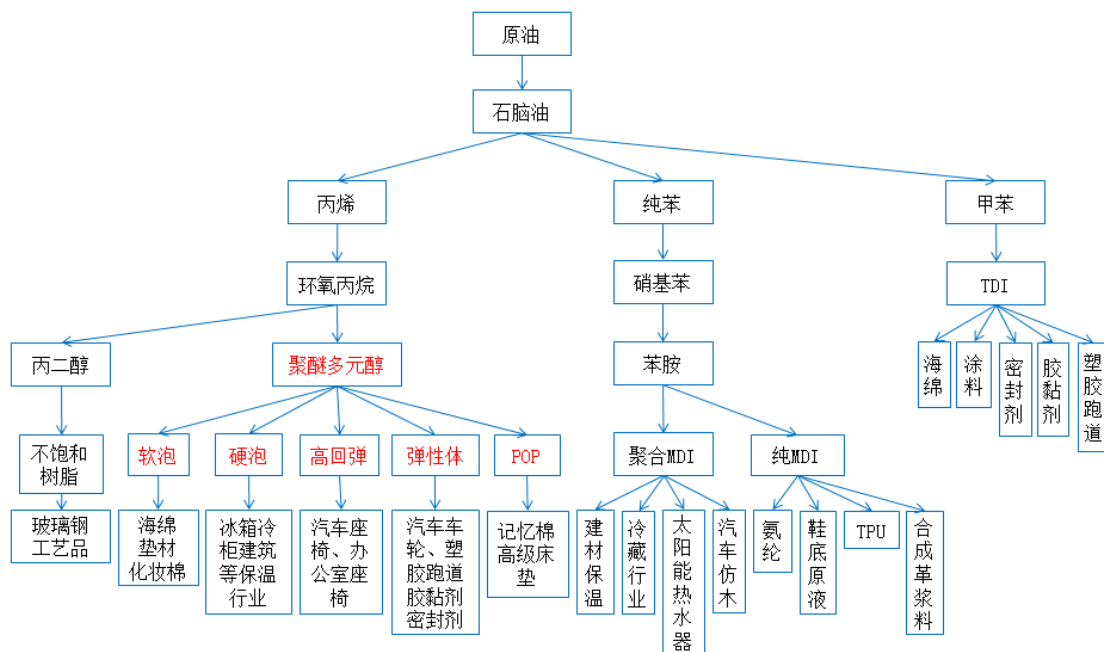 原油
石脑油
丙烯
纯苯
甲苯
环氧丙烷
硝基苯
TDI
丙二醇
聚醚多元醇
苯胺
海绵
涂料
密封剂
胶黏剂
塑胶跑道
不饱和
树脂
软泡
硬泡
高回弹
弹性体
POP
聚合MDI
纯MDI
玻璃钢
工艺品
海绵
垫材
化妆棉
冰箱冷
柜建筑
等保温
行业
汽车座
椅、办
公室座
椅
汽车车
轮、塑
胶跑道
胶黏剂
密封剂
记忆棉
高级床
垫
建材保温
冷藏行业
太阳能热水器
汽车仿木
氨纶
鞋底原液
TPU
合成革浆料